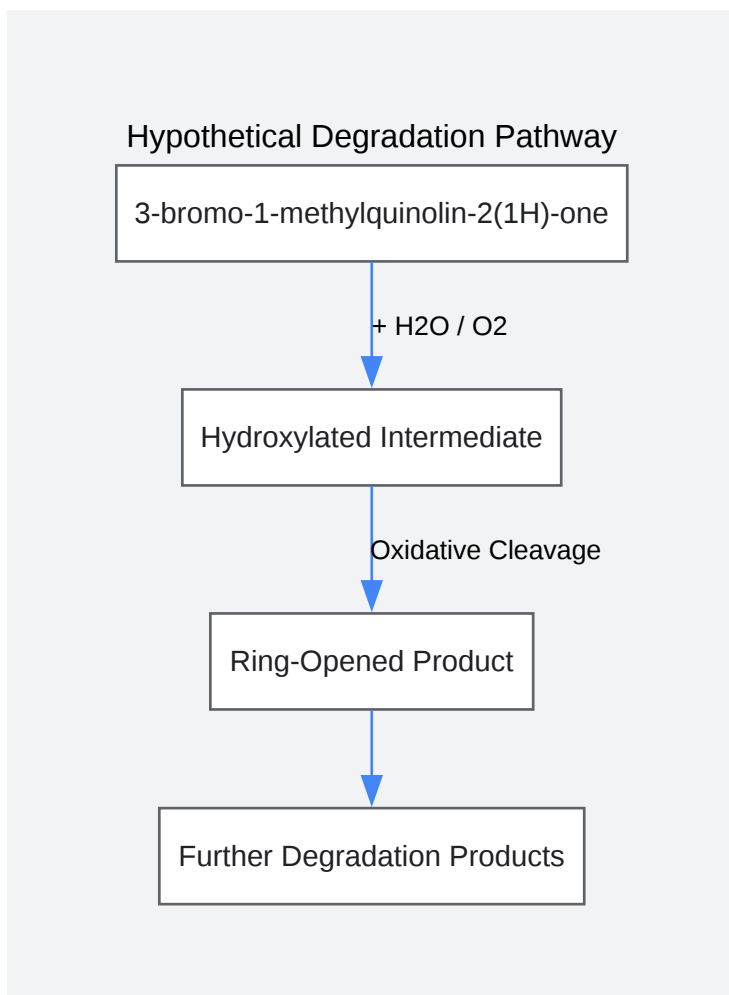 Hypothetical Degradation Pathway
3-bromo-1-methylquinolin-2(1H)-one
+ H2O / O2
Hydroxylated Intermediate
Oxidative Cleavage
Ring-Opened Product
Further Degradation Products